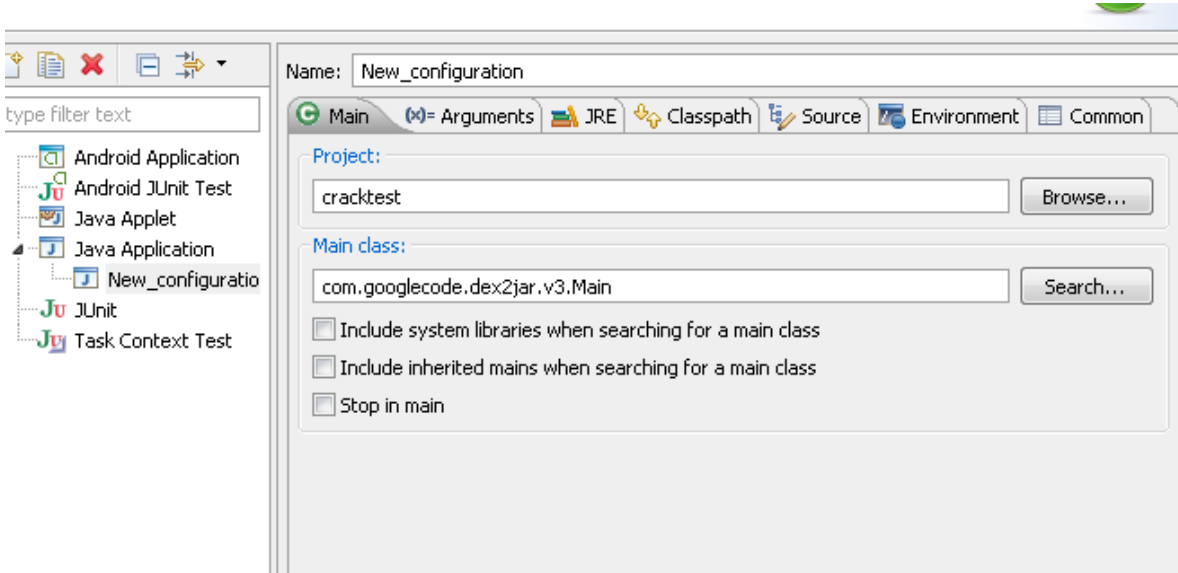 Name: New_configuration
type filter text
Main (x)= Arguments JRE Classpath Source Environment Common
Android Application
Android JUnit Test
Java Applet
Java Application
New_configuratio
JUnit
Task Context Test
Project:
cracktest Browse...
Main class:
com.googlecode.dex2jar.v3.Main Search...
Include system libraries when searching for a main class
Include inherited mains when searching for a main class
Stop in main